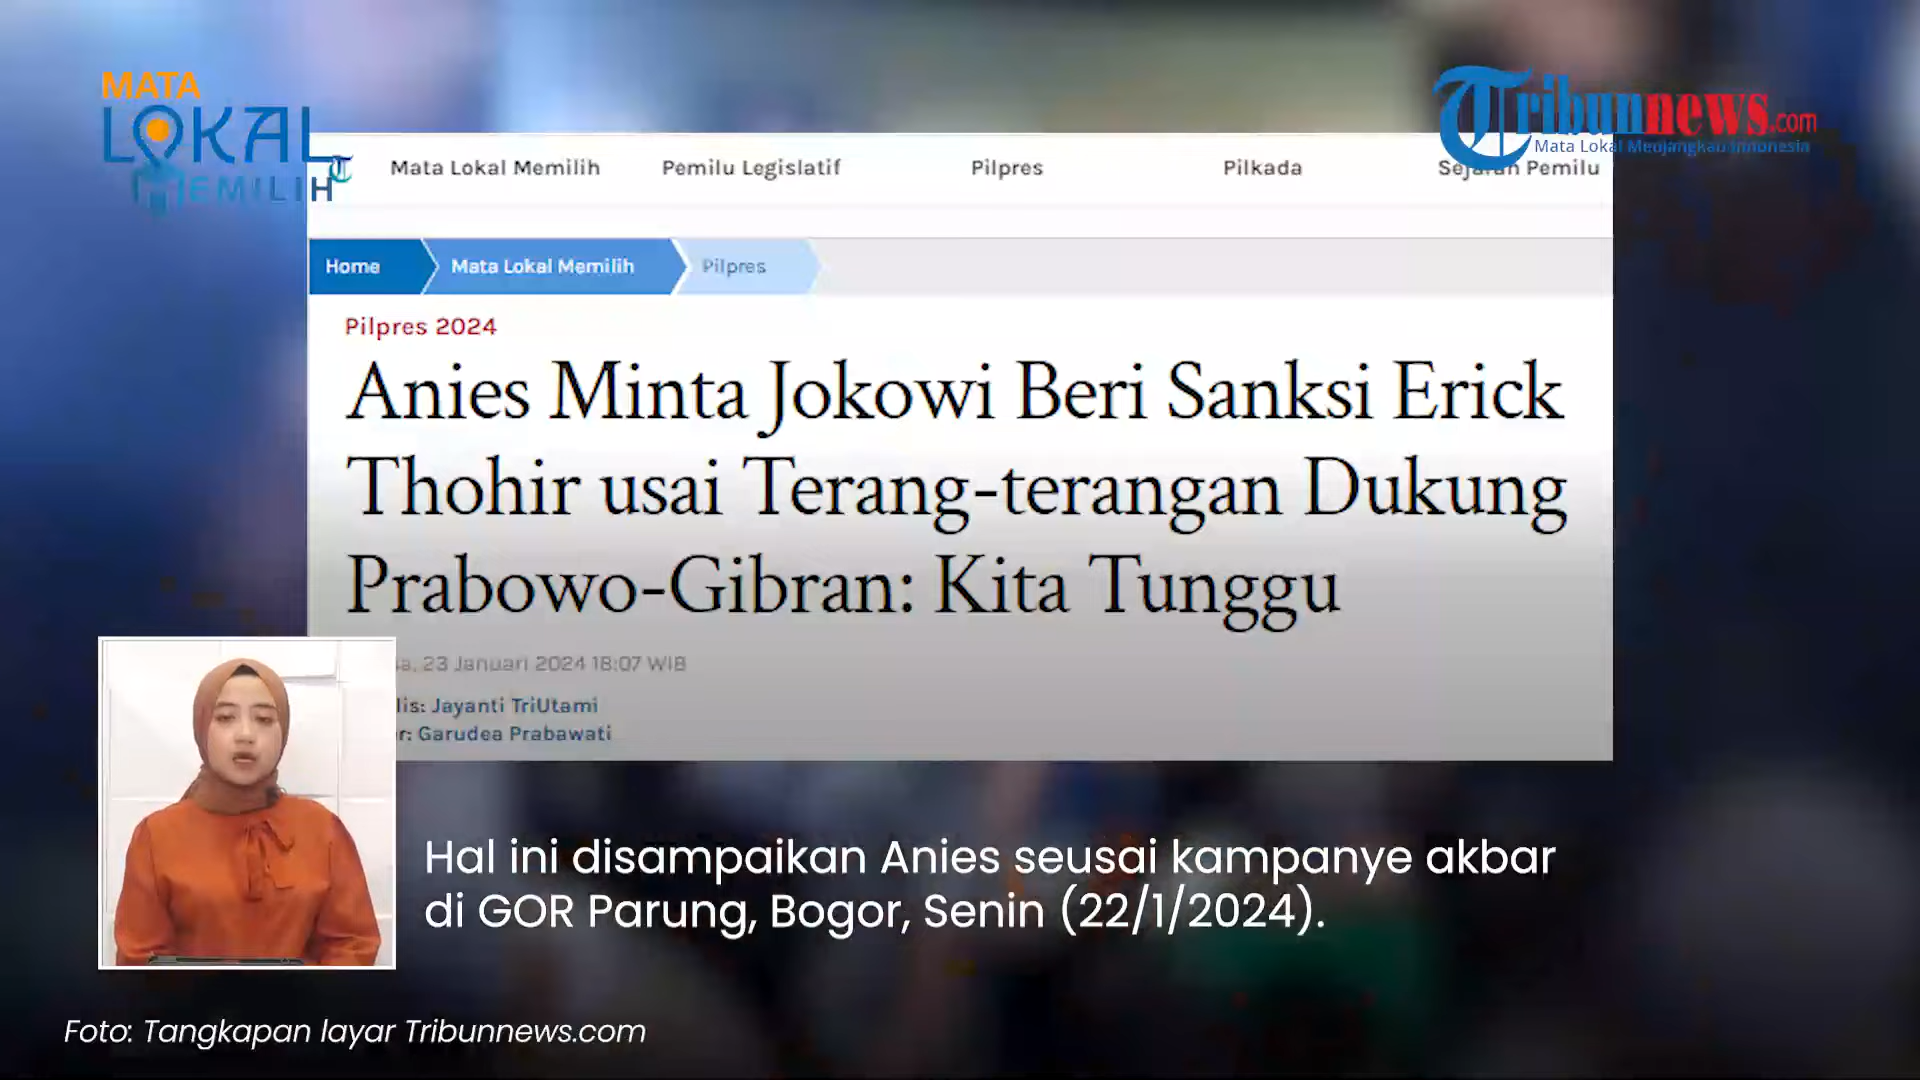 MATA
LOKAL
MEMILIH
Tribunnews.com
Mata Lokal Menjangkau Indonesia
Mata Lokal Memilih Pemilu Legislatif Pilpres Pilkada Sejarah Pemilu
Home Mata Lokal Memilih Pilpres
Pilpres 2024
Anies Minta Jokowi Beri Sanksi Erick
Thohir usai Terang-terangan Dukung
Prabowo-Gibran: Kita Tunggu
23 Januari 2024 18:07 WIB
Jayanti TriUtami
Garudea Prabawati
Hal ini disampaikan Anies seusai kampanye akbar
di GOR Parung, Bogor, Senin (22/1/2024).
Foto: Tangkapan layar Tribunnews.com